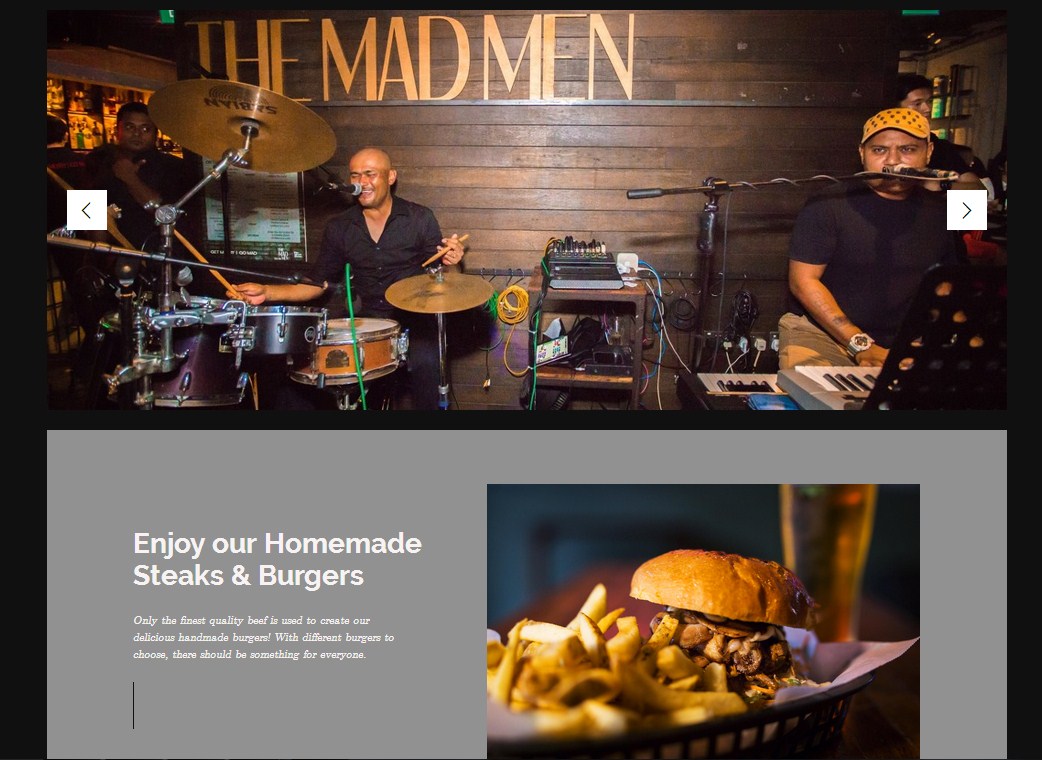 THE MAD MEN
SABIAN
Enjoy our Homemade
Steaks & Burgers
Only the finest quality beef is used to create our
delicious handmade burgers! With different burgers to
choose, there should be something for everyone.